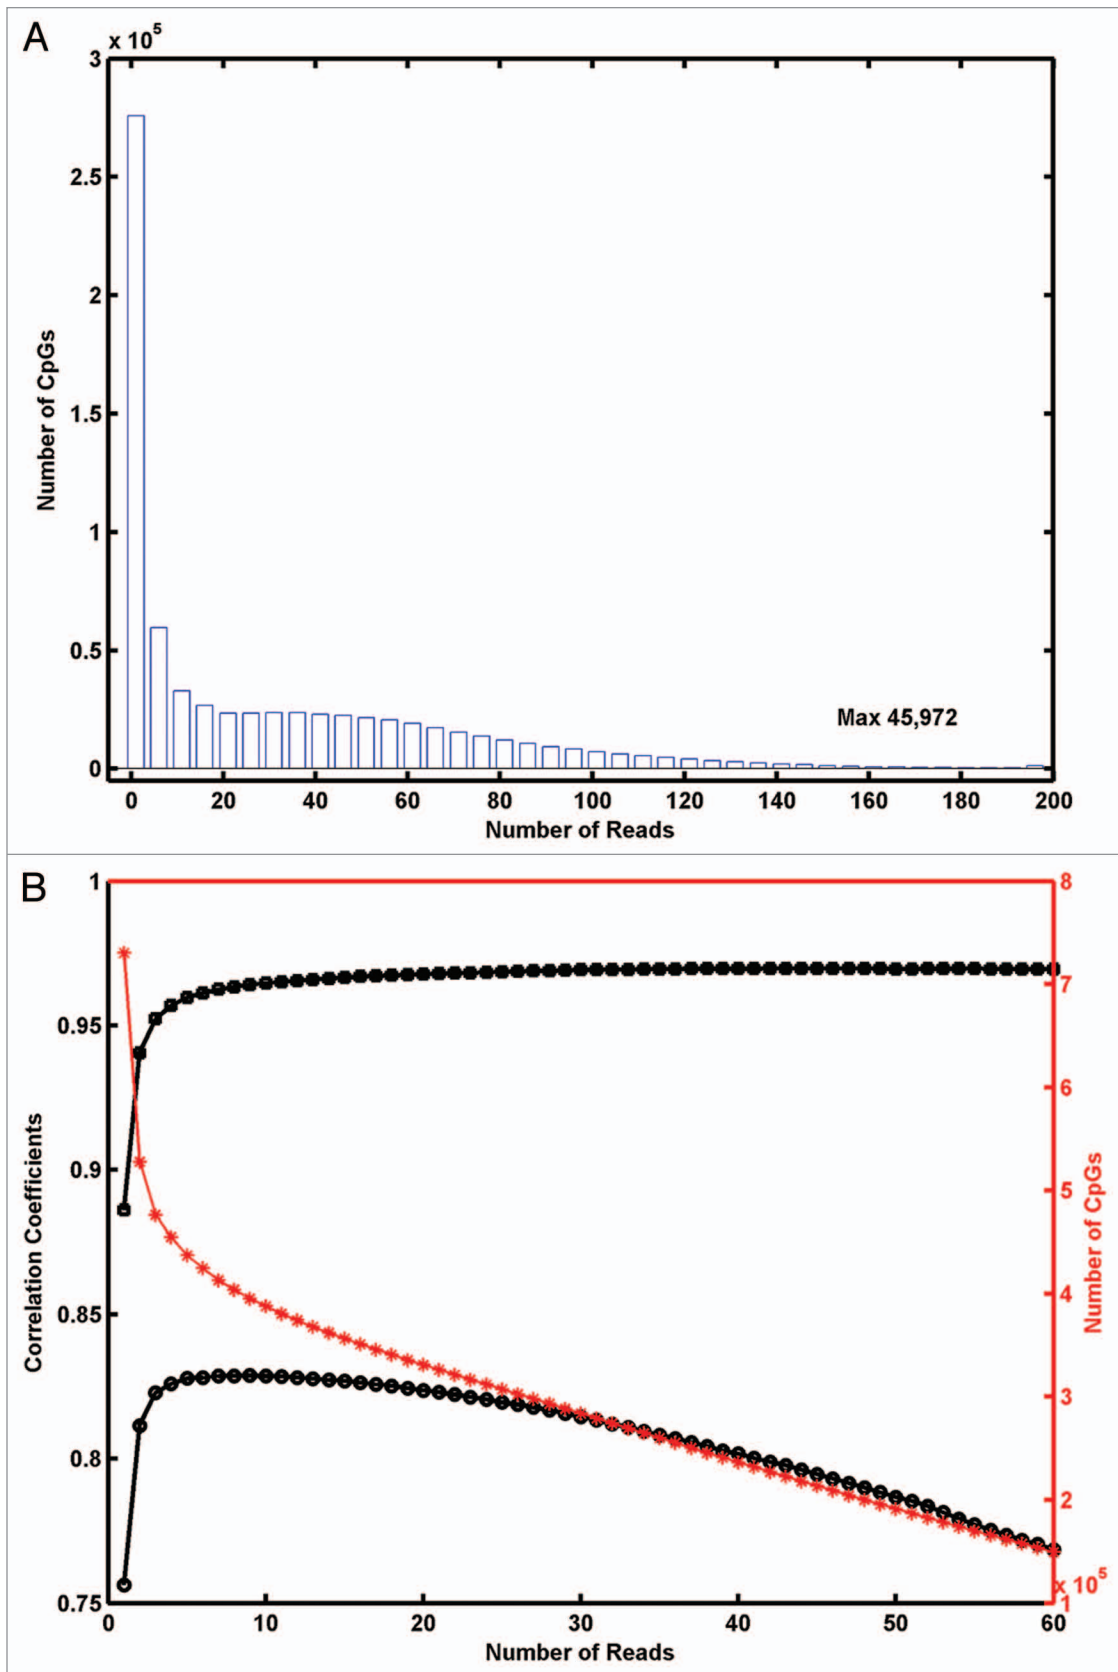 A
x 10^5
3
2.5
2
1.5
1
0.5
0
Number of CpGs
Max 45,972
0 20 40 60 80 100 120 140 160 180 200
Number of Reads
B
1
0.95
0.9
0.85
0.8
0.75
Correlation Coefficients
8
7
6
5
4
3
2
1
x 10^5
Number of CpGs
0 10 20 30 40 50 60
Number of Reads